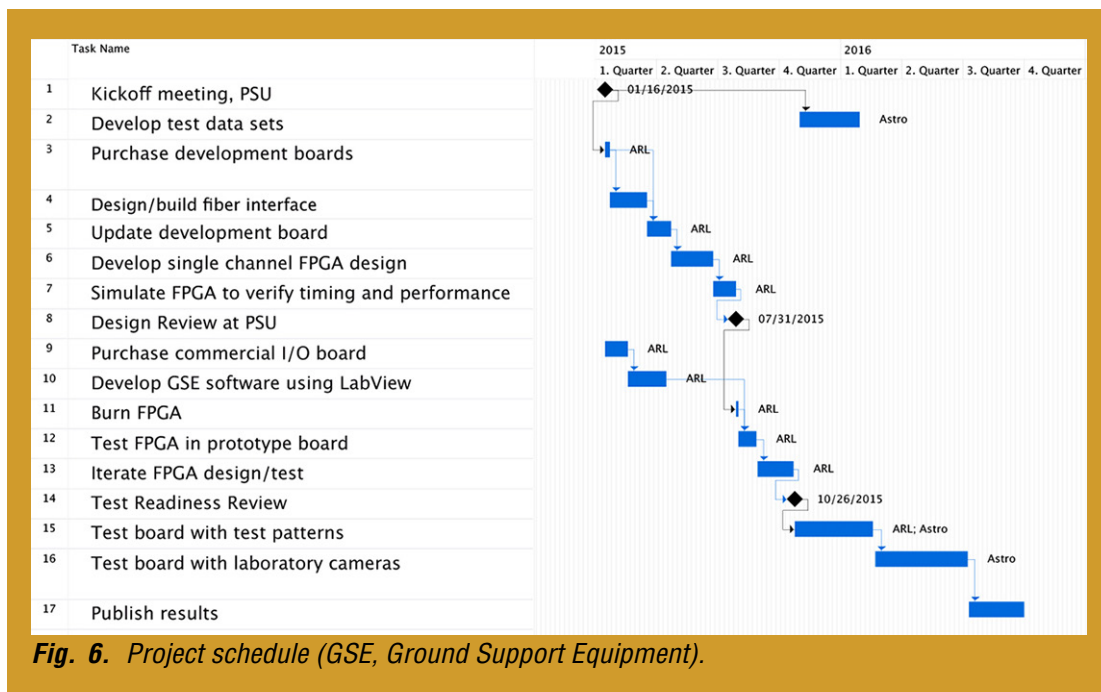 Task Name
2015 2016
1. Quarter 2. Quarter 3. Quarter 4. Quarter 1. Quarter 2. Quarter 3. Quarter 4. Quarter
1 Kickoff meeting, PSU 01/16/2015
2 Develop test data sets Astro
3 Purchase development boards ARL
4 Design/build fiber interface
5 Update development board ARL
6 Develop single channel FPGA design ARL
7 Simulate FPGA to verify timing and performance ARL
8 Design Review at PSU 07/31/2015
9 Purchase commercial I/O board ARL
10 Develop GSE software using LabView ARL
11 Burn FPGA ARL
12 Test FPGA in prototype board ARL
13 Iterate FPGA design/test ARL
14 Test Readiness Review 10/26/2015
15 Test board with test patterns ARL; Astro
16 Test board with laboratory cameras Astro
17 Publish results
Fig. 6. Project schedule (GSE, Ground Support Equipment).